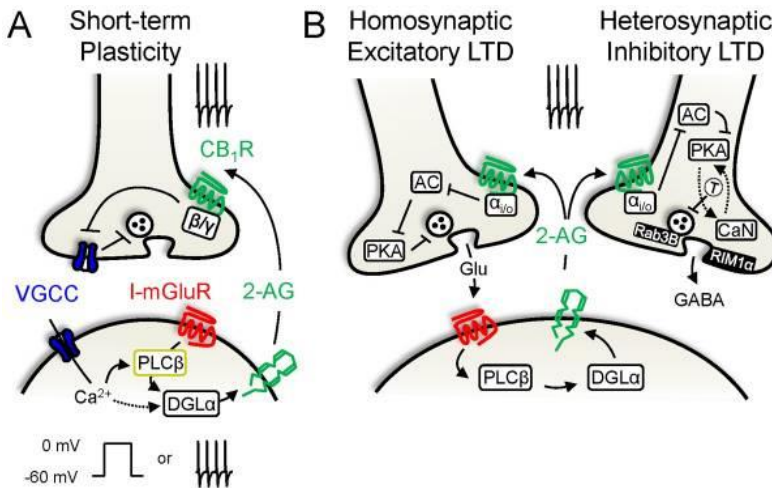 A
Short-term
Plasticity
CB₁R
β/γ
VGCC
I-mGluR
2-AG
PLCβ
Ca²⁺
DGLα
0 mV
-60 mV
or
B
Homosynaptic
Excitatory LTD
Heterosynaptic
Inhibitory LTD
AC
αi/o
PKA
Glu
2-AG
AC
PKA
αi/o
T
CaN
Rab3B
RIM1α
GABA
PLCβ
DGLα